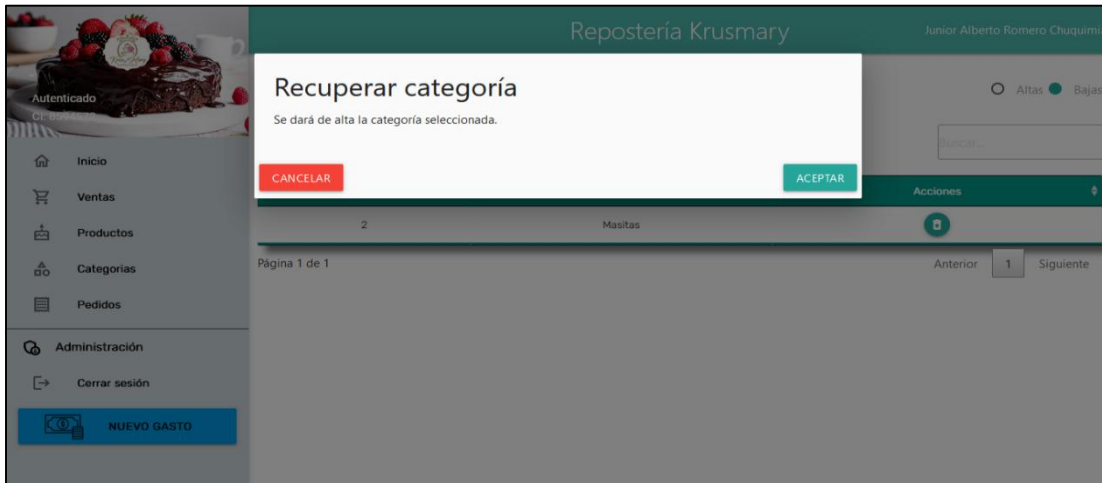 Repostería Krusmary
Junior Alberto Romero Chuquimi
Autenticado
Recuperar categoría
Se dará de alta la categoría seleccionada.
CANCELAR
ACEPTAR
Altas
Bajas
Buscar...
Inicio
Ventas
Productos
Categorias
Pedidos
Administración
Cerrar sesión
NUEVO GASTO
Acciones
2 Masitas
Página 1 de 1
Anterior 1 Siguiente